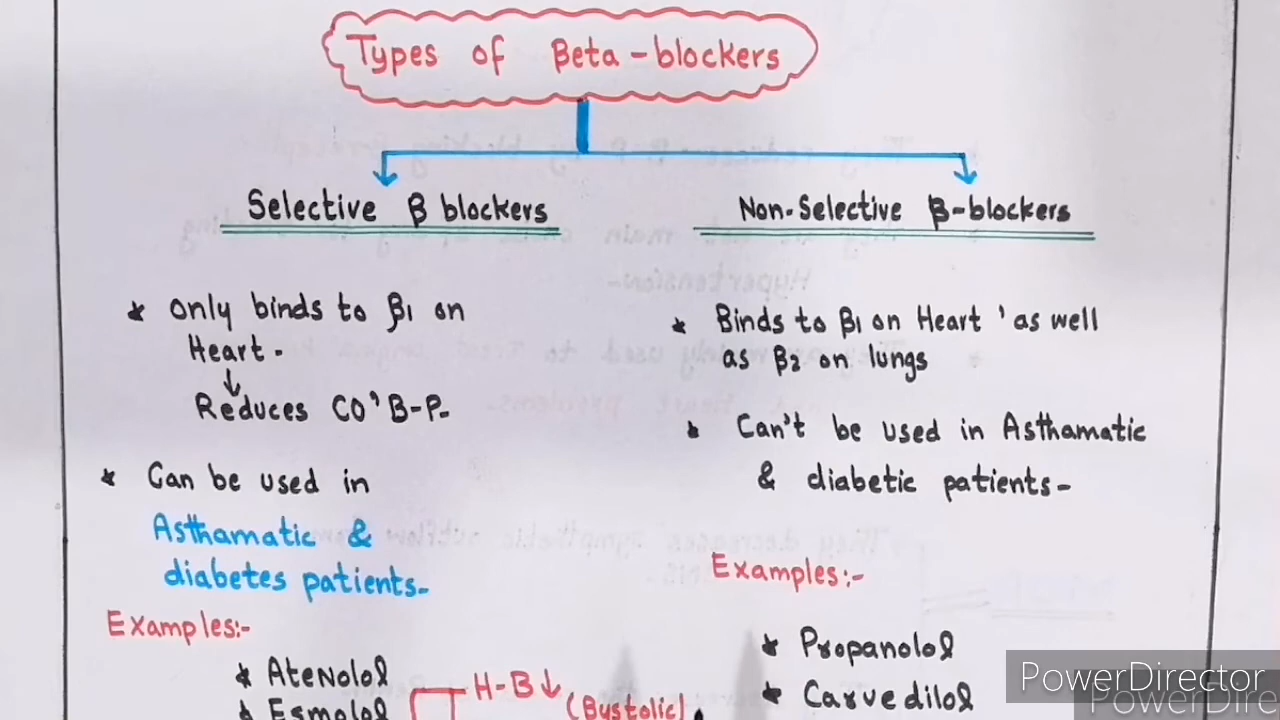 Types of Beta-blockers
Selective β blockers
* Only binds to β1 on
Heart.
↓
Reduces CO, B-P-
* Can be used in
Asthamatic &
diabetes patients-
Examples:-
* Atenolol
* Esmolol
H-B↓
(Bystolic)
Non-Selective β-blockers
* Binds to β1 on Heart, as well
as β2 on lungs
* Can't be used in Asthamatic
& diabetic patients-
Examples:-
* Propanolol
* Carvedilol
PowerDirector
PowerDire